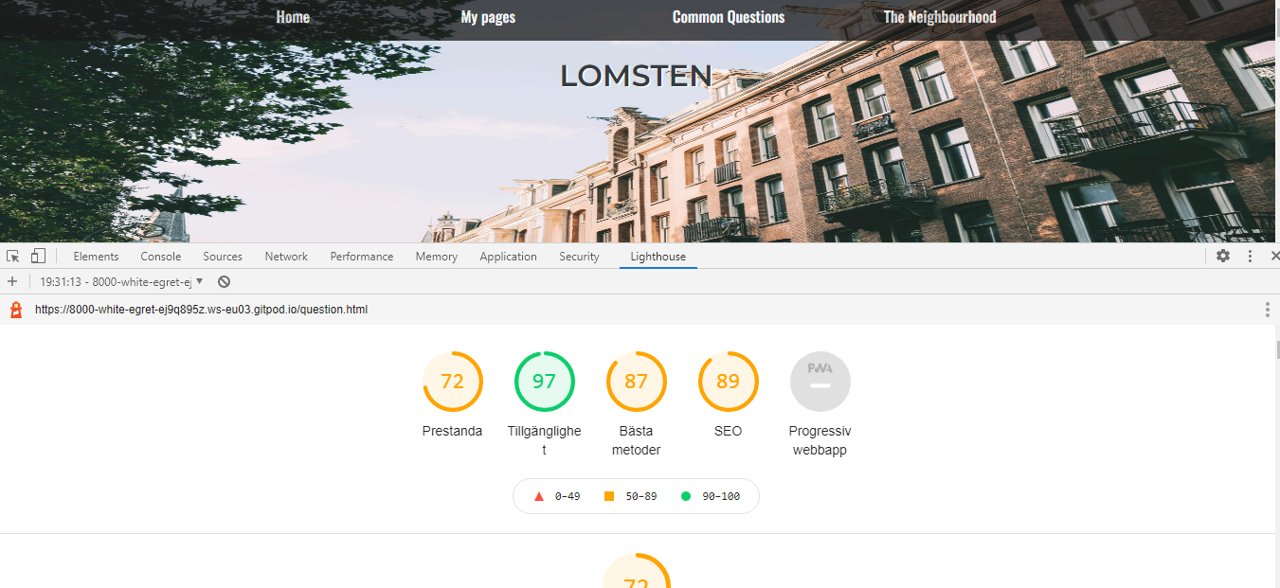 Home My pages Common Questions The Neighbourhood
LOMSTEN
Elements Console Sources Network Performance Memory Application Security Lighthouse
19:31:13 - 8000-white-egret-ej
https://8000-white-egret-ej9q895z.ws-eu03.gitpod.io/question.html
72 97 87 89 PWA
Prestanda Tillgänglighe Bästa SEO Progressiv
t metoder webbapp
0–49 50–89 90–100
72